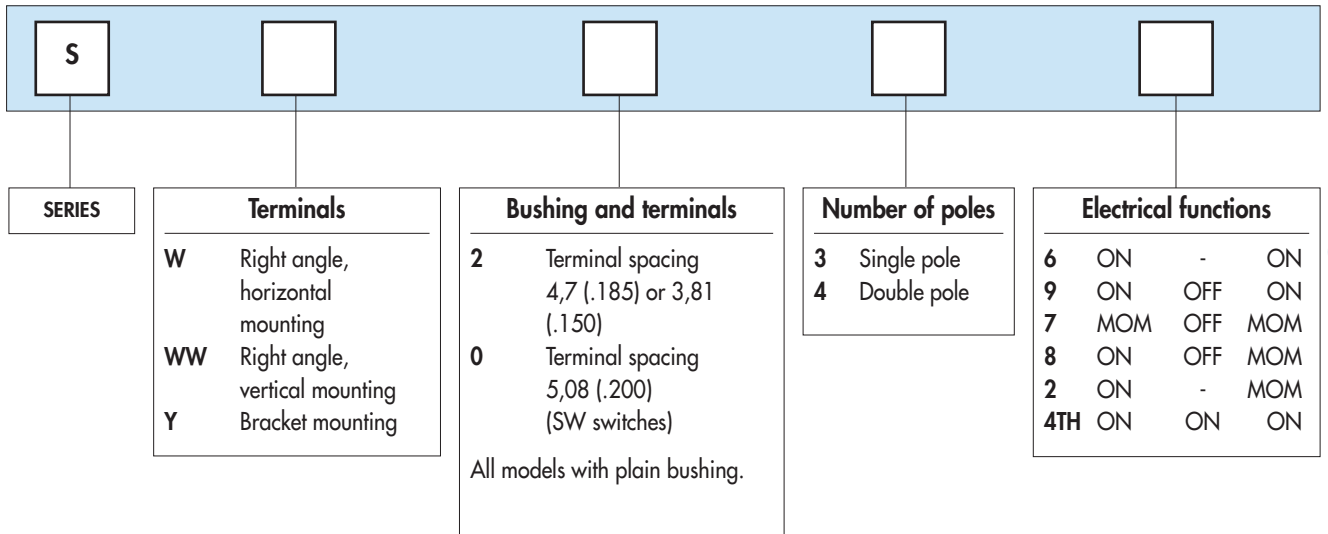 S
SERIES
Terminals
W Right angle,
horizontal
mounting
WW Right angle,
vertical mounting
Y Bracket mounting
Bushing and terminals
2 Terminal spacing
4,7 (.185) or 3,81
(.150)
0 Terminal spacing
5,08 (.200)
(SW switches)
All models with plain bushing.
Number of poles
3 Single pole
4 Double pole
Electrical functions
6 ON - ON
9 ON OFF ON
7 MOM OFF MOM
8 ON OFF MOM
2 ON - MOM
4TH ON ON ON